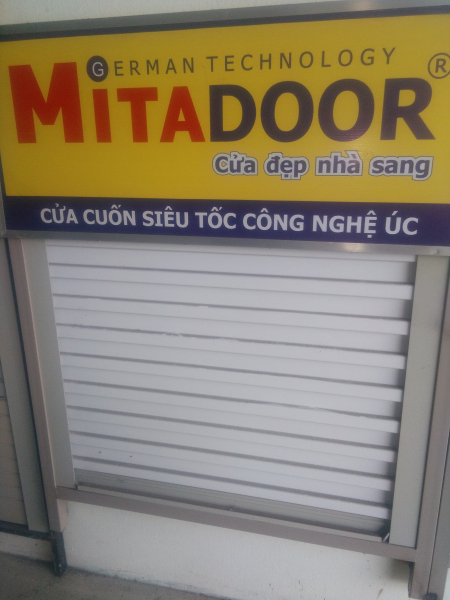 GERMAN TECHNOLOGY
MITADOOR®
Cửa đẹp nhà sang
CỬA CUỐN SIÊU TỐC CÔNG NGHỆ ÚC